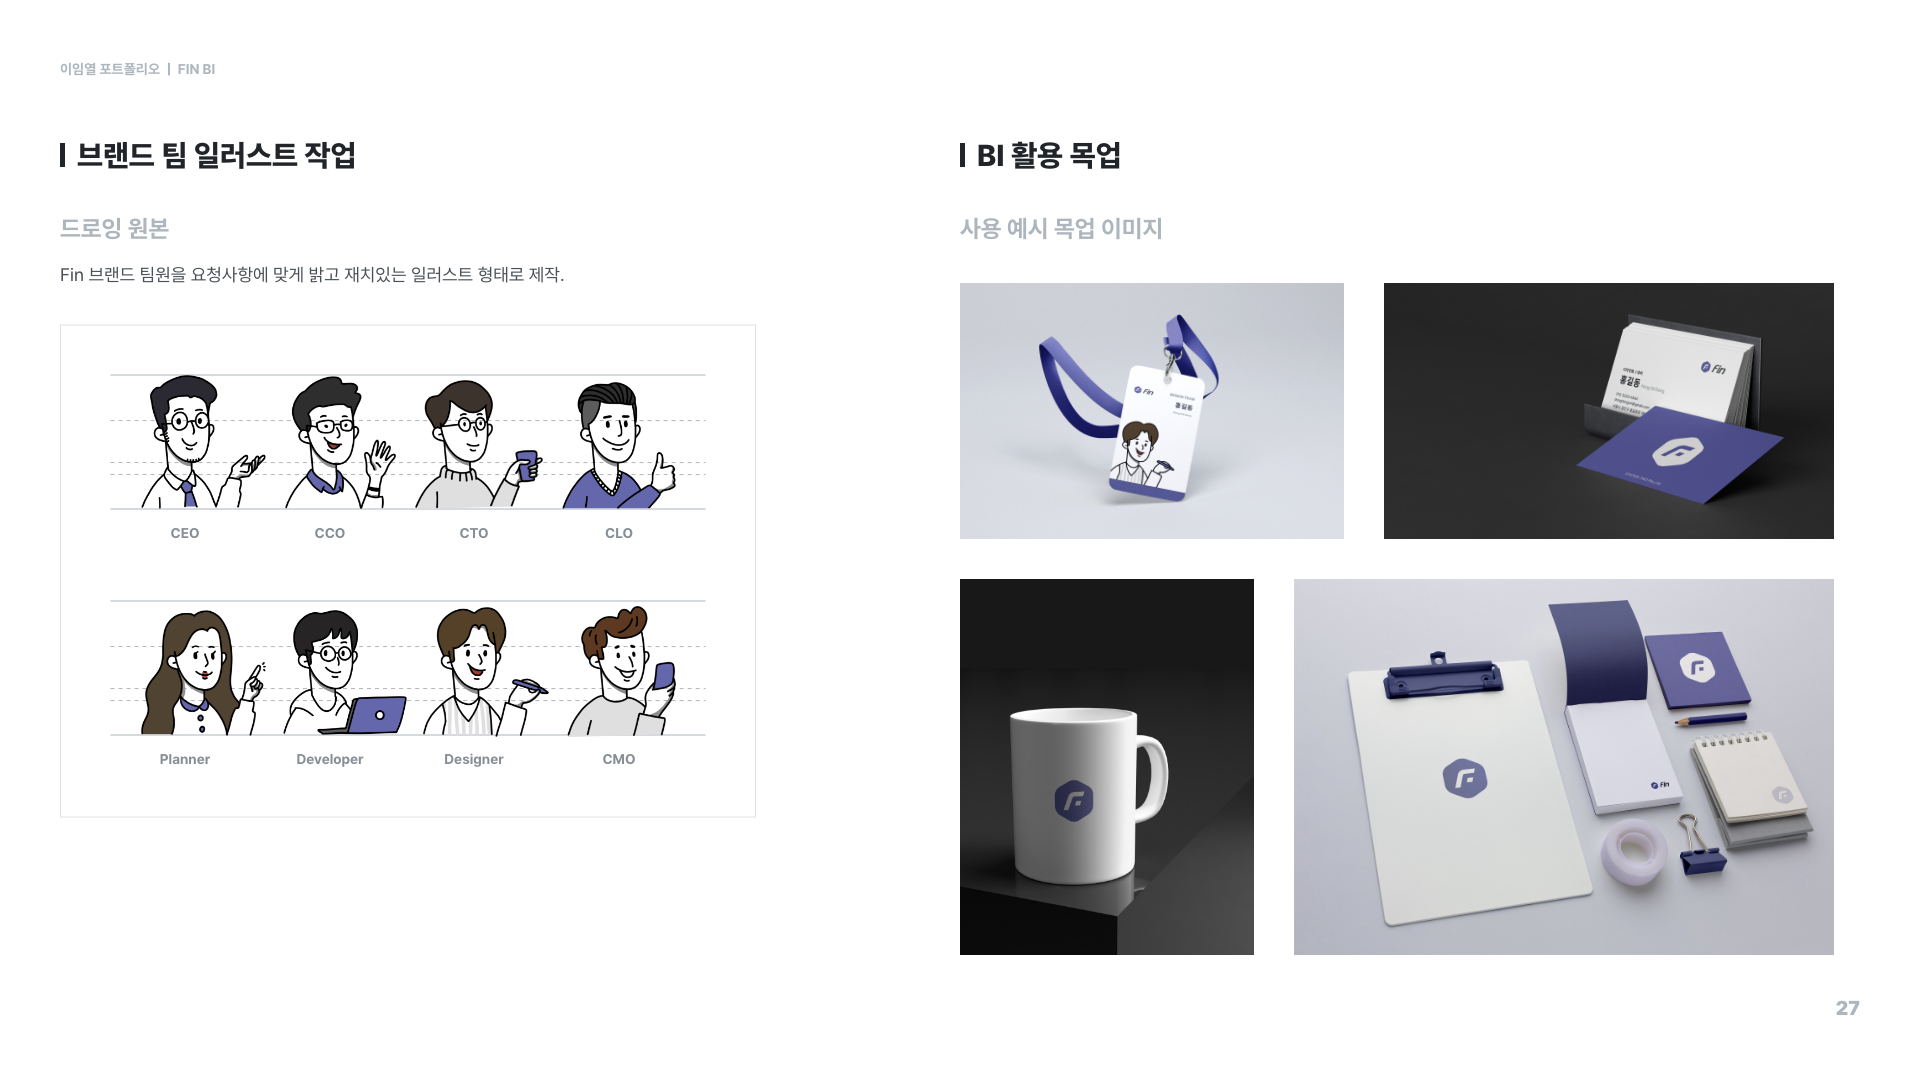 이임열 포트폴리오 | FIN BI
브랜드 팀 일러스트 작업
드로잉 원본
Fin 브랜드 팀원을 요청사항에 맞게 밝고 재치있는 일러스트 형태로 제작.
CEO
CCO
CTO
CLO
Planner
Developer
Designer
CMO
BI 활용 목업
사용 예시 목업 이미지
Fin
홍길동
Fin
홍길동
Fin
27